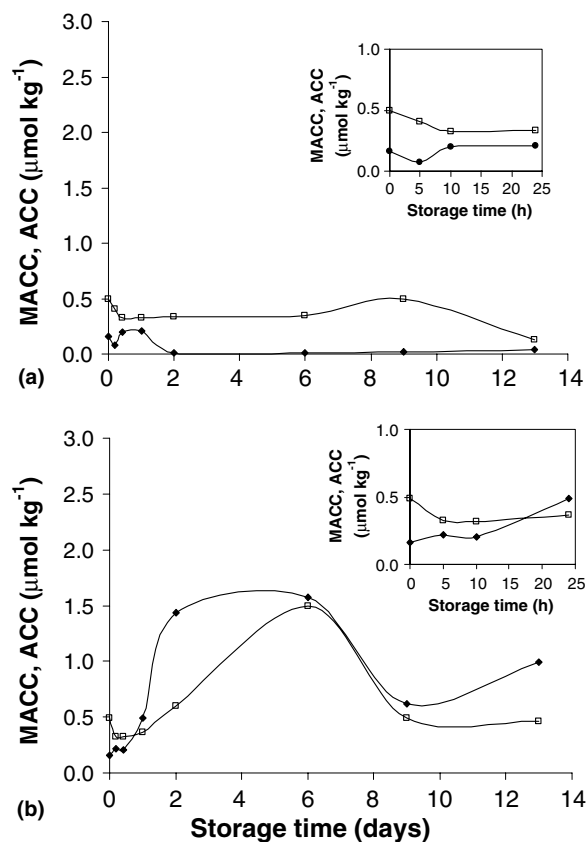 3.0
2.5
2.0
1.5
1.0
0.5
0.0
MACC, ACC (μmol kg⁻¹)
0 2 4 6 8 10 12 14
(a)
1.0
0.5
0.0
MACC, ACC
(μmol kg⁻¹)
0 5 10 15 20 25
Storage time (h)
3.0
2.5
2.0
1.5
1.0
0.5
0.0
MACC, ACC (μmol kg⁻¹)
0 2 4 6 8 10 12 14
(b)
Storage time (days)
1.0
0.5
0.0
MACC, ACC
(μmol kg⁻¹)
0 5 10 15 20 25
Storage time (h)